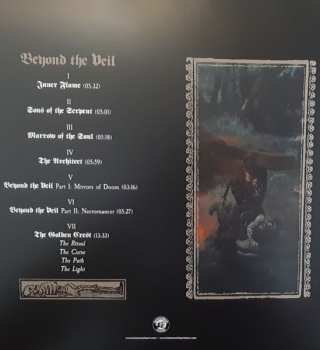 Beyond the Veil
I
Inner Flame (05:32)
II
Sons of the Serpent (05:01)
III
Marrow of the Soul (05:18)
IV
The Architect (05:59)
V
Beyond the Veil Part I: Mirrors of Doom (03:16)
VI
Beyond the Veil Part II: Necromancer (05:27)
VII
The Golden Crest (13:53)
The Ritual
The Curse
The Path
The Light